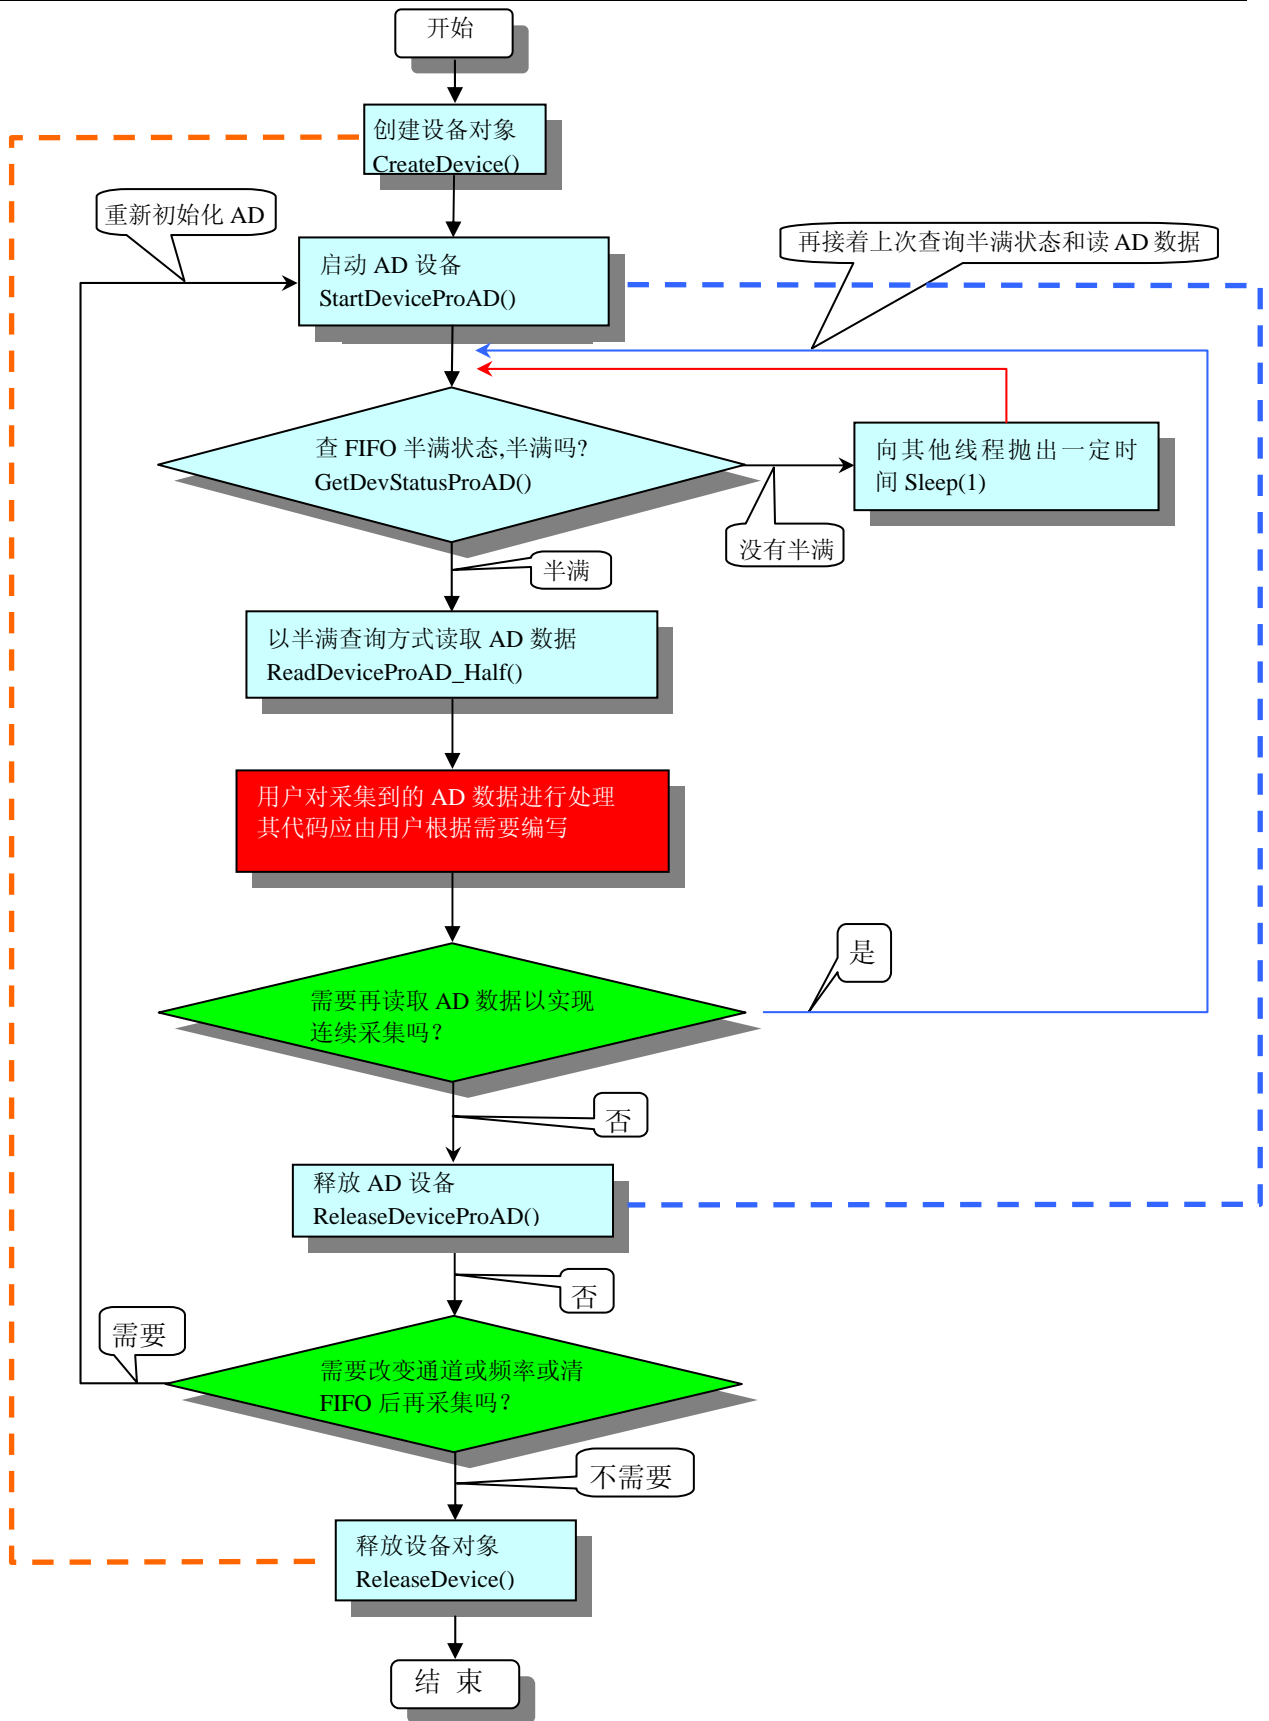 开始
创建设备对象
CreateDevice()
重新初始化 AD
启动 AD 设备
StartDeviceProAD()
再接着上次查询半满状态和读 AD 数据
查 FIFO 半满状态,半满吗?
GetDevStatusProAD()
向其他线程抛出一定时
间 Sleep(1)
没有半满
半满
以半满查询方式读取 AD 数据
ReadDeviceProAD_Half()
用户对采集到的 AD 数据进行处理
其代码应由用户根据需要编写
是
需要再读取 AD 数据以实现
连续采集吗?
否
释放 AD 设备
ReleaseDeviceProAD()
否
需要
需要改变通道或频率或清
FIFO 后再采集吗?
不需要
释放设备对象
ReleaseDevice()
结 束